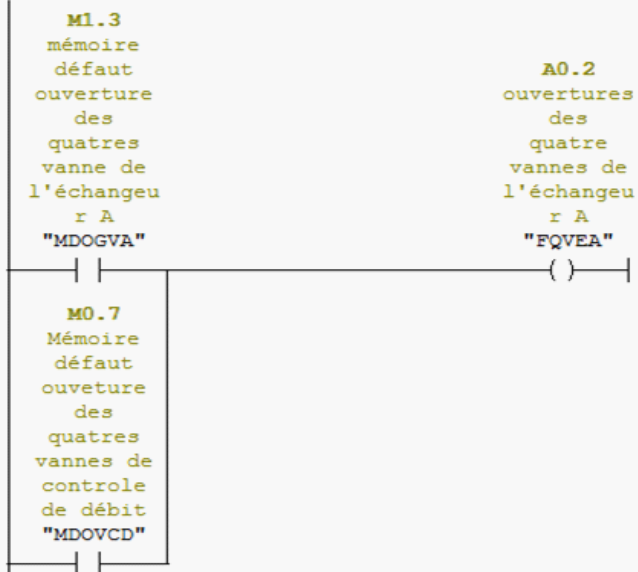 M1.3
mémoire
défaut
ouverture
des
quatres
vanne de
l'échangeu
r A
"MDOGVA"
A0.2
ouvertures
des
quatre
vannes de
l'échangeu
r A
"FQVEA"
M0.7
Mémoire
défaut
ouveture
des
quatres
vannes de
controle
de débit
"MDOVCD"